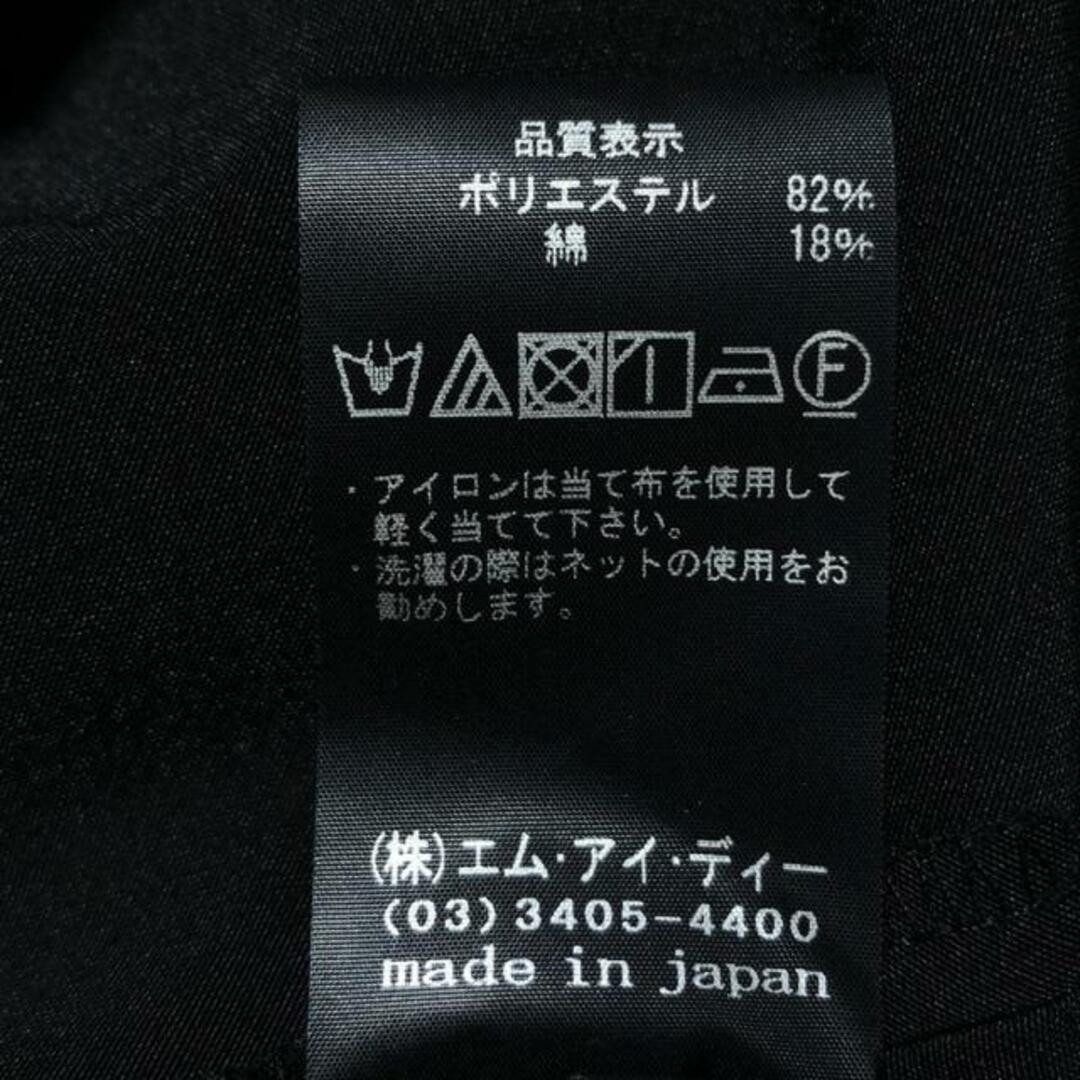 品質表示
ポリエステル 82%
綿 18%
F
・アイロンは当て布を使用して
軽く当てて下さい。
・洗濯の際はネットの使用をお
勧めします。
(株)エム・アイ・ディー
(03)3405-4400
made in japan